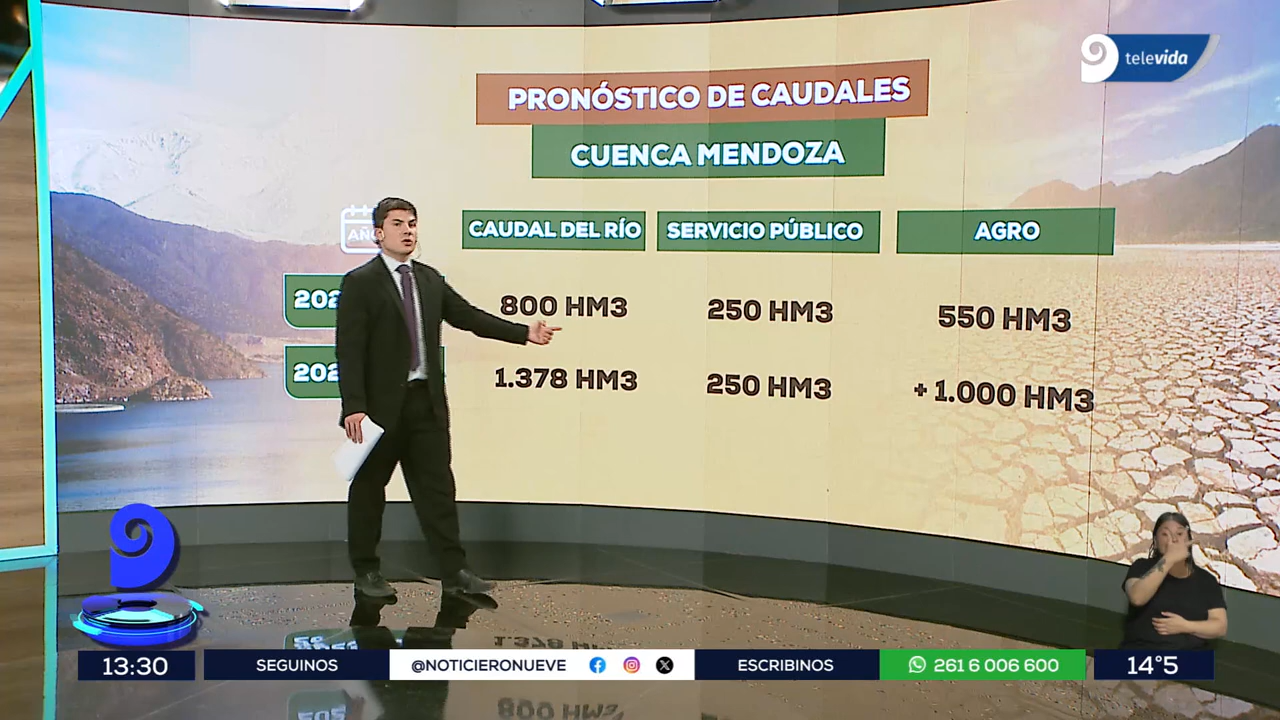 televida
PRONÓSTICO DE CAUDALES
CUENCA MENDOZA
CAUDAL DEL RÍO SERVICIO PÚBLICO AGRO
800 HM3 250 HM3 550 HM3
1.378 HM3 250 HM3 + 1.000 HM3
13:30 SEGUINOS @NOTICIERONUEVE ESCRIBINOS 261 6 006 600 14°5